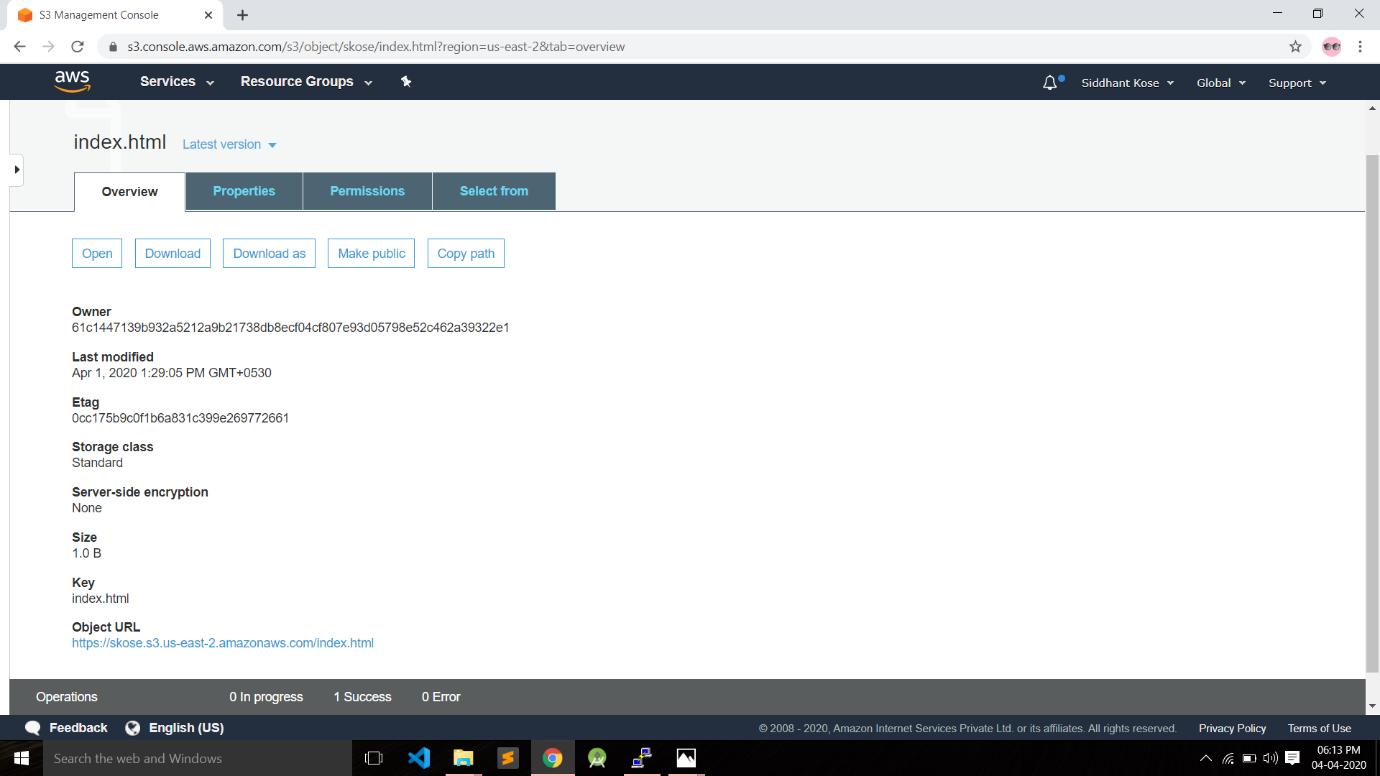 S3 Management Console
s3.console.aws.amazon.com/s3/object/skose/index.html?region=us-east-2&tab=overview
aws Services Resource Groups Siddhant Kose Global Support
index.html Latest version
Overview Properties Permissions Select from
Open Download Download as Make public Copy path
Owner
61c1447139b932a5212a9b21738db8ecf04cf807e93d05798e52c462a39322e1
Last modified
Apr 1, 2020 1:29:05 PM GMT+0530
Etag
0cc175b9c0f1b6a831c399e269772661
Storage class
Standard
Server-side encryption
None
Size
1.0 B
Key
index.html
Object URL
https://skose.s3.us-east-2.amazonaws.com/index.html
Operations 0 In progress 1 Success 0 Error
Feedback English (US) © 2008 - 2020, Amazon Internet Services Private Ltd. or its affiliates. All rights reserved. Privacy Policy Terms of Use
Search the web and Windows
06:13 PM
04-04-2020